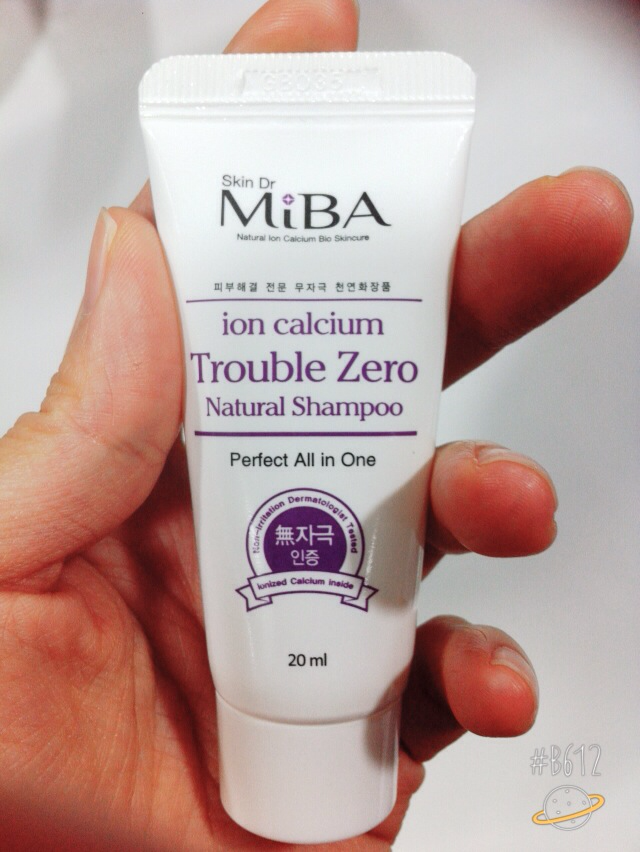 Skin Dr
MiBA
Natural Ion Calcium Bio Skincure
피부해결 전문 무자극 천연화장품
ion calcium
Trouble Zero
Natural Shampoo
Perfect All in One
Non-irritation Dermatologist Tested
無자극
인증
Ionized Calcium inside
20 ml
#B612